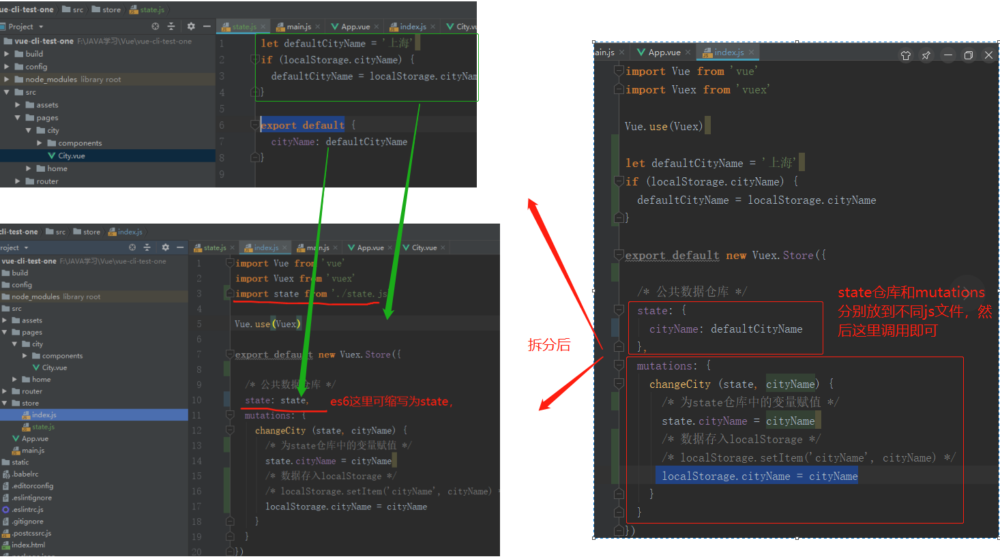 vue-cli-test-one src store state.js
Project
state.js main.js App.vue index.js City.vu
vue-cli-test-one F:\JAVA学习\Vue\vue-cli-test-one
build
config
node_modules library root
src
assets
pages
city
components
City.vue
home
router
1 let defaultCityName = '上海'
2 if (localStorage.cityName) {
3 defaultCityName = localStorage.cityNam
4 }
5
6 export default {
7 cityName: defaultCityName
8 }
9
cli-test-one src store index.js
roject
state.js index.js main.js App.vue City.vue
vue-cli-test-one F:\JAVA学习\Vue\vue-cli-test-one
build
config
node_modules library root
src
assets
pages
city
components
City.vue
home
router
store
index.js
state.js
App.vue
main.js
static
.babelrc
.editorconfig
.eslintignore
.eslintrc.js
.gitignore
.postcssrc.js
index.html
1 import Vue from 'vue'
2 import Vuex from 'vuex'
3 import state from './state.js
4
5 Vue.use(Vuex)
6
7 export default new Vuex.Store({
8
9 /* 公共数据仓库 */
10 state: state,
es6这里可缩写为state，
11 mutations: {
12 changeCity (state, cityName) {
13 /* 为state仓库中的变量赋值 */
14 state.cityName = cityName
15 /* 数据存入localStorage */
16 /* localStorage.setItem('cityName', cityName) *
17 localStorage.cityName = cityName
18 }
19 }
20 })
拆分后
ain.js App.vue index.js
import Vue from 'vue'
import Vuex from 'vuex'
Vue.use(Vuex)
let defaultCityName = '上海'
if (localStorage.cityName) {
defaultCityName = localStorage.cityName
}
export default new Vuex.Store({
/* 公共数据仓库 */
state: {
cityName: defaultCityName
},
mutations: {
changeCity (state, cityName) {
/* 为state仓库中的变量赋值 */
state.cityName = cityName
/* 数据存入localStorage */
/* localStorage.setItem('cityName', cityName) */
localStorage.cityName = cityName
}
}
})
state仓库和mutations
分别放到不同js文件，然
后这里调用即可